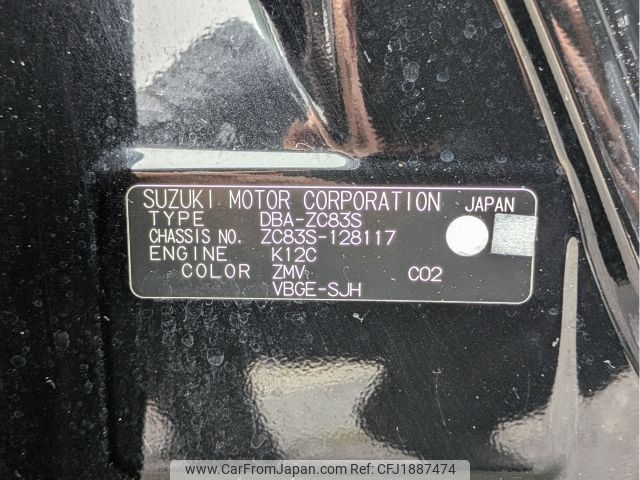 SUZUKI MOTOR CORPORATION JAPAN
TYPE DBA-ZC83S
CHASSIS NO. ZC83S-128117
ENGINE K12C
COLOR ZMV CO2
VBGE-SJH
www.CarFromJapan.com Ref: CFJ1887474